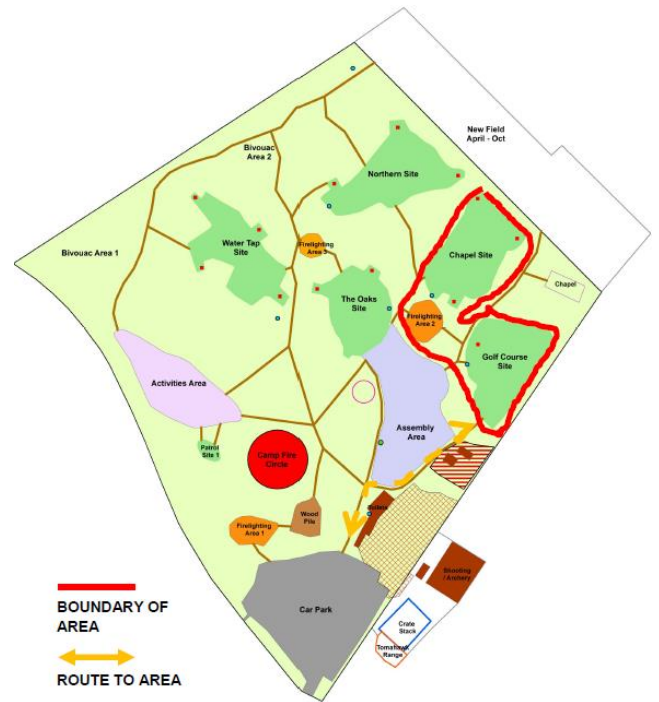 New Field
April - Oct
Bivouac
Area 2
Northern Site
Bivouac Area 1
Water Tap
Site
Firelighting
Area 3
Chapel Site
Chapel
The Oaks
Site
Firelighting
Area 2
Golf Course
Site
Activities Area
Assembly
Area
Patrol
Site 1
Camp Fire
Circle
Wood
Pile
Toilets
Firelighting
Area 1
Shooting
/ Archery
Car Park
Crate
Stack
Tomahawk
Range
BOUNDARY OF
AREA
ROUTE TO AREA